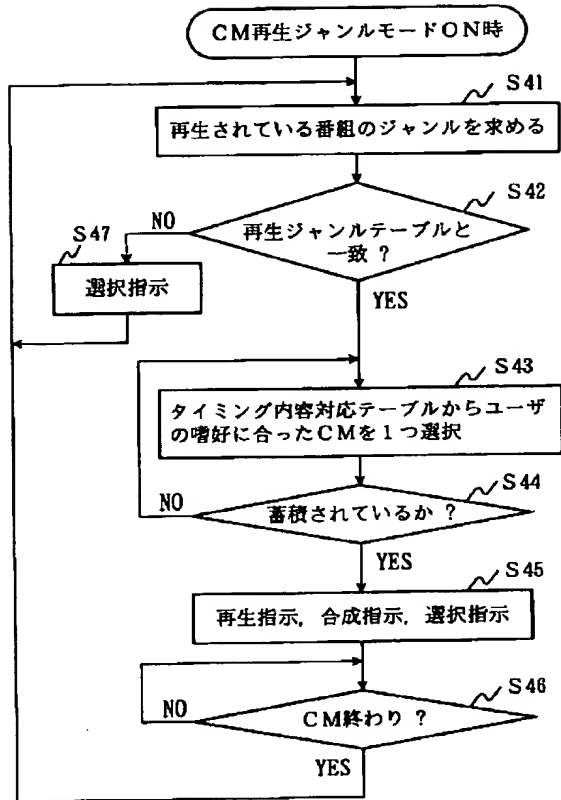 CM再生ジャンルモードON時
S41
再生されている番組のジャンルを求める
S42
再生ジャンルテーブルと
一致 ?
NO
S47
選択指示
YES
S43
タイミング内容対応テーブルからユーザ
の嗜好に合ったCMを1つ選択
S44
蓄積されているか ?
NO
YES
S45
再生指示, 合成指示, 選択指示
S46
CM終わり ?
NO
YES